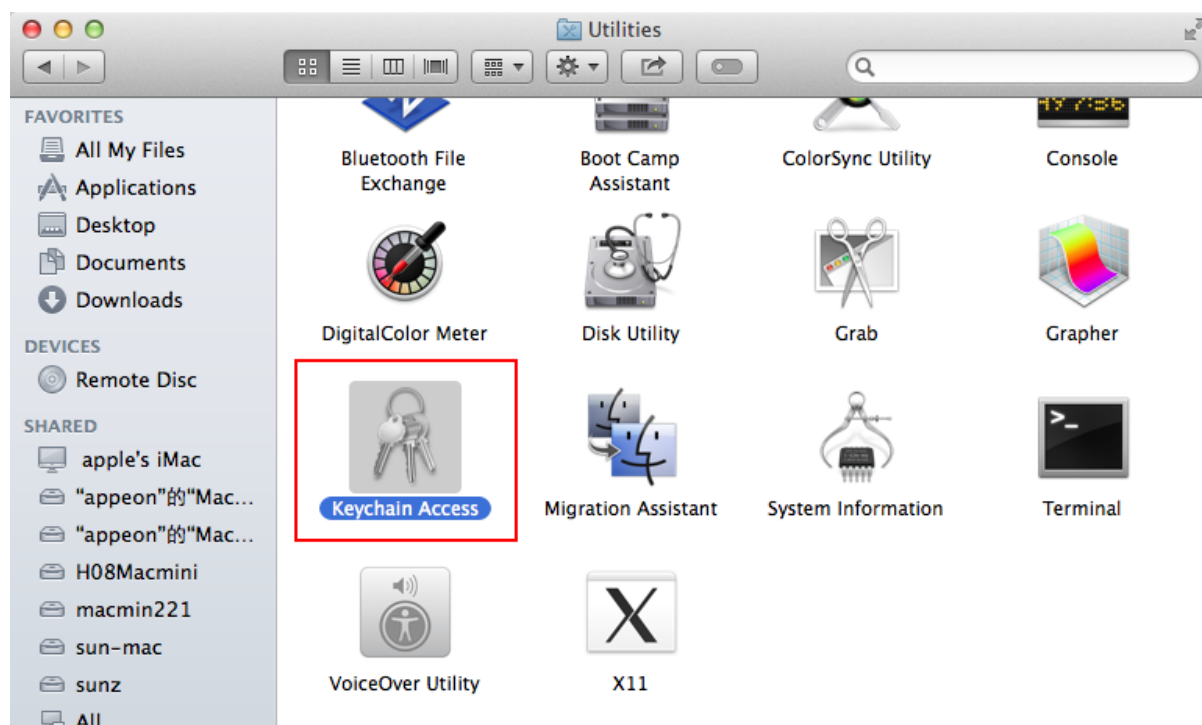 Utilities
FAVORITES
All My Files
Applications
Desktop
Documents
Downloads
DEVICES
Remote Disc
SHARED
apple's iMac
"appeon"的"Mac...
"appeon"的"Mac...
H08Macmini
macmin221
sun-mac
sunz
All
Bluetooth File
Exchange
Boot Camp
Assistant
ColorSync Utility
Console
DigitalColor Meter
Disk Utility
Grab
Grapher
Keychain Access
Migration Assistant
System Information
>_
Terminal
VoiceOver Utility
X
X11